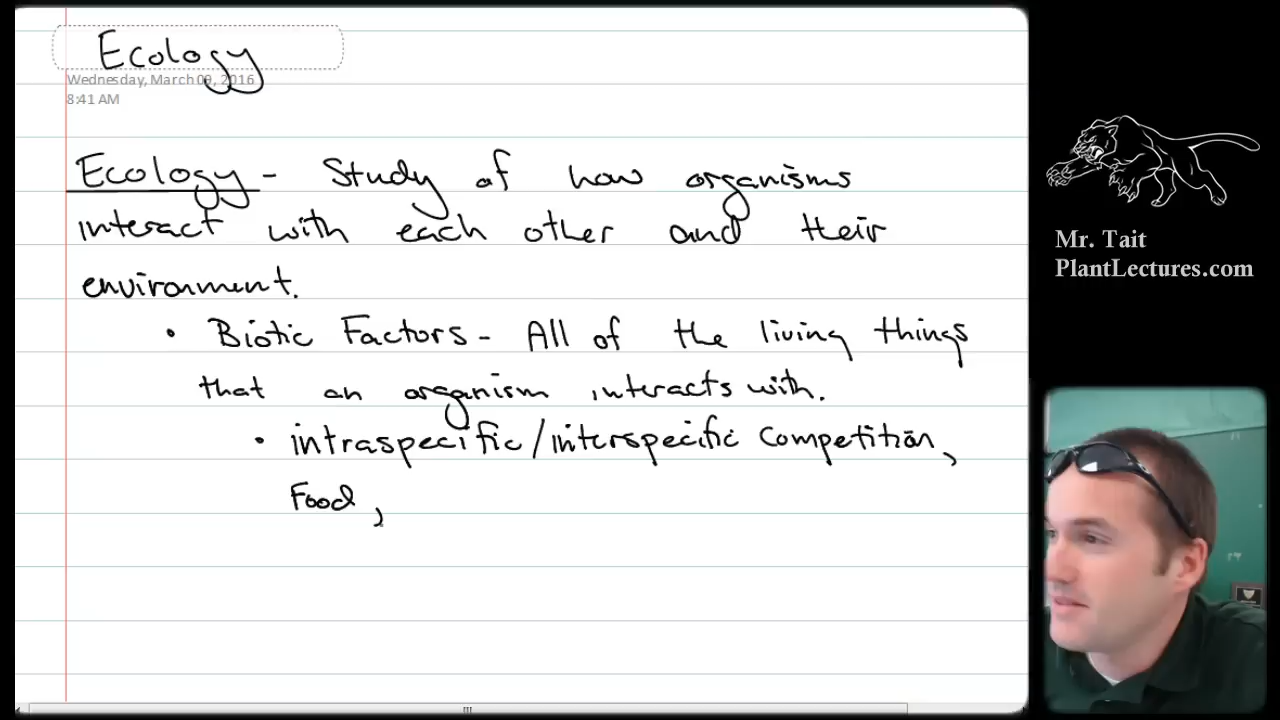 Ecology
Wednesday, March 09, 2016
8:41 AM
Ecology - Study of how organisms
interact with each other and their
environment.
• Biotic Factors - All of the living things
that an organism interacts with.
• intraspecific/interspecific competition,
Food,
Mr. Tait
PlantLectures.com